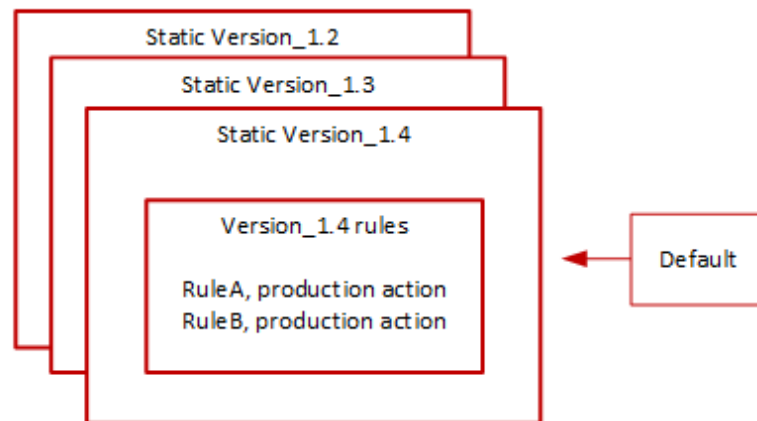 Static Version_1.2
Static Version_1.3
Static Version_1.4
Version_1.4 rules
RuleA, production action
RuleB, production action
Default